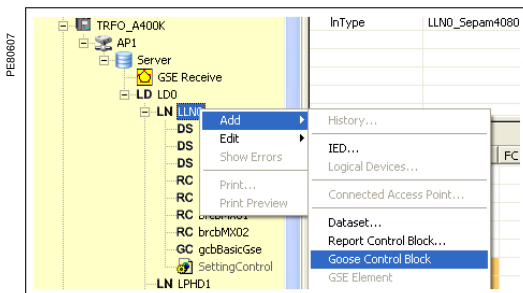 PE80607
TRFO_A400K
AP1
Server
GSE Receive
LD LD0
LN LLN0
DS
DS
DS
RC
RC
RC brcbMX01
RC brcbMX02
GC gcbBasicGse
SettingControl
LN LPHD1
Add
Edit
Show Errors
Print...
Print Preview
lnType LLN0_Sepam4080
FC
History...
IED...
Logical Devices...
Connected Access Point...
Dataset...
Report Control Block...
Goose Control Block
GSE Element